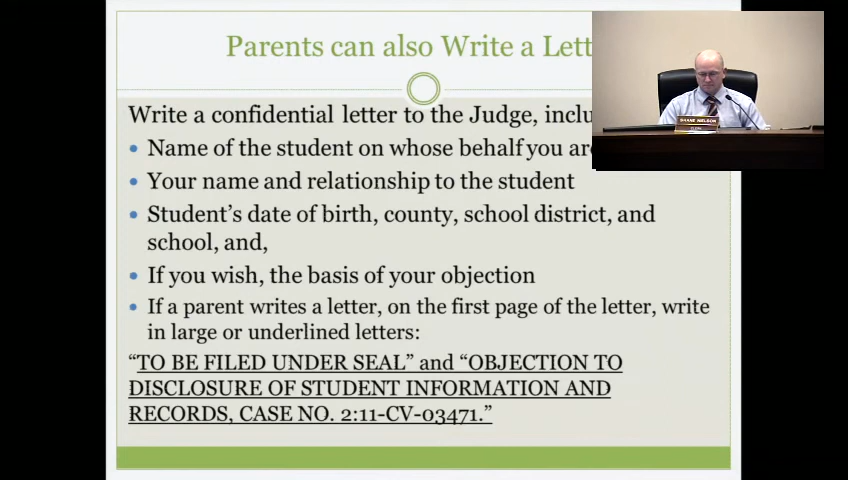 Parents can also Write a Lett
Write a confidential letter to the Judge, inclu
Name of the student on whose behalf you are
Your name and relationship to the student
Student's date of birth, county, school district, and
school, and,
If you wish, the basis of your objection
If a parent writes a letter, on the first page of the letter, write
in large or underlined letters:
"TO BE FILED UNDER SEAL" and "OBJECTION TO
DISCLOSURE OF STUDENT INFORMATION AND
RECORDS, CASE NO. 2:11-CV-03471."
SHANE NIELSON
CLERK